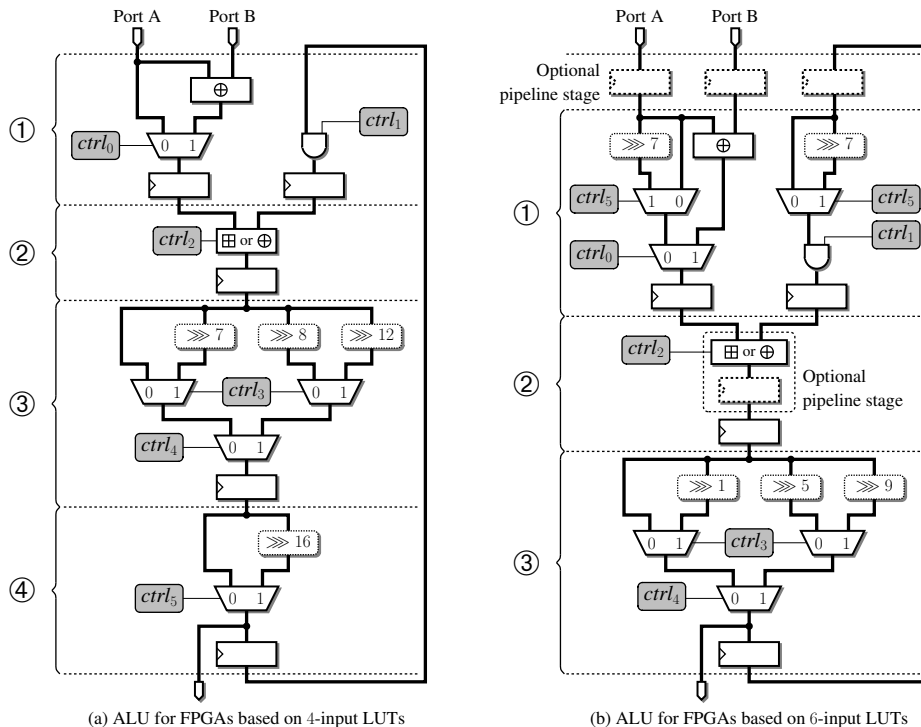 Port A Port B
⊕
①
ctrl₀ 0 1
ctrl₁
②
ctrl₂ ⊞ or ⊕
③
⋙ 7 ⋙ 8 ⋙ 12
0 1 ctrl₃ 0 1
ctrl₄ 0 1
④
⋙ 16
ctrl₅ 0 1
(a) ALU for FPGAs based on 4-input LUTs
Port A Port B
Optional
pipeline stage
①
⋙ 7 ⊕ ⋙ 7
ctrl₅ 1 0 0 1 ctrl₅
ctrl₁
ctrl₀ 0 1
②
ctrl₂ ⊞ or ⊕
Optional
pipeline stage
③
⋙ 1 ⋙ 5 ⋙ 9
0 1 ctrl₃ 0 1
ctrl₄ 0 1
(b) ALU for FPGAs based on 6-input LUTs